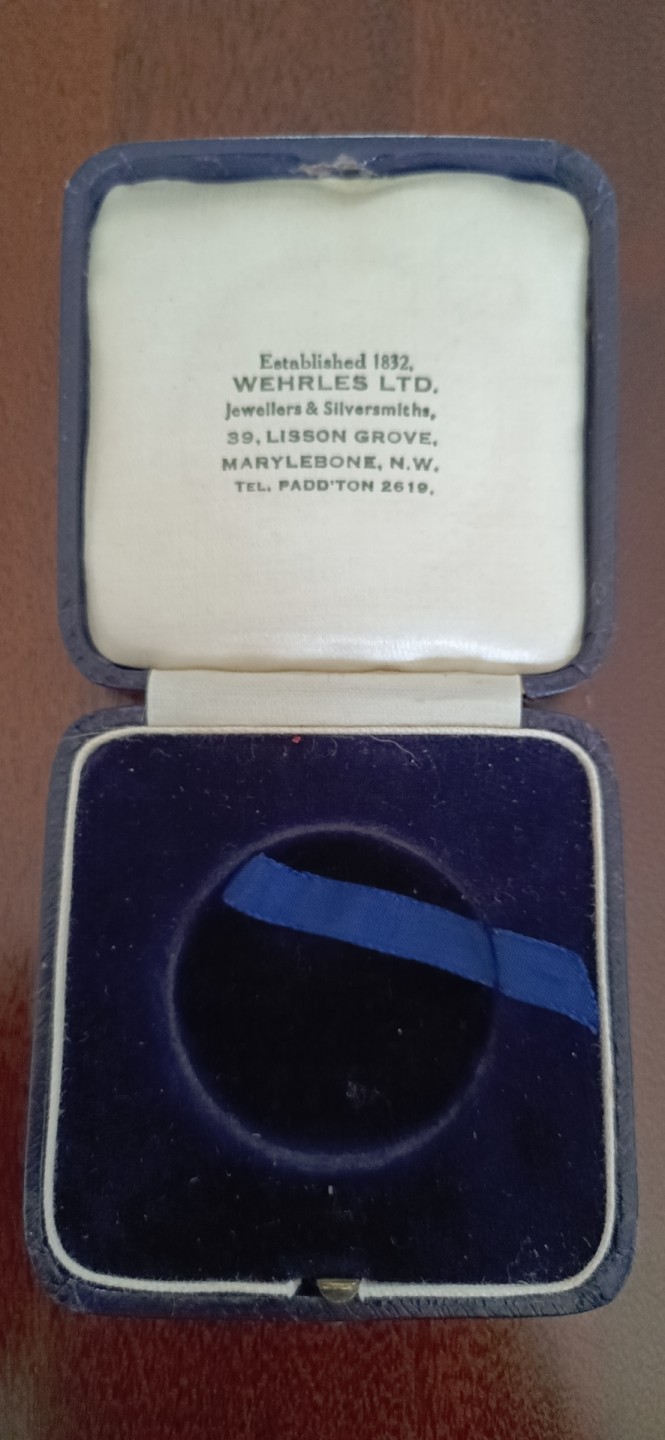 Established 1832,
WEHRLES LTD.
Jewellers & Silversmiths,
39, LISSON GROVE,
MARYLEBONE, N.W.
TEL. PADD'TON 2619.